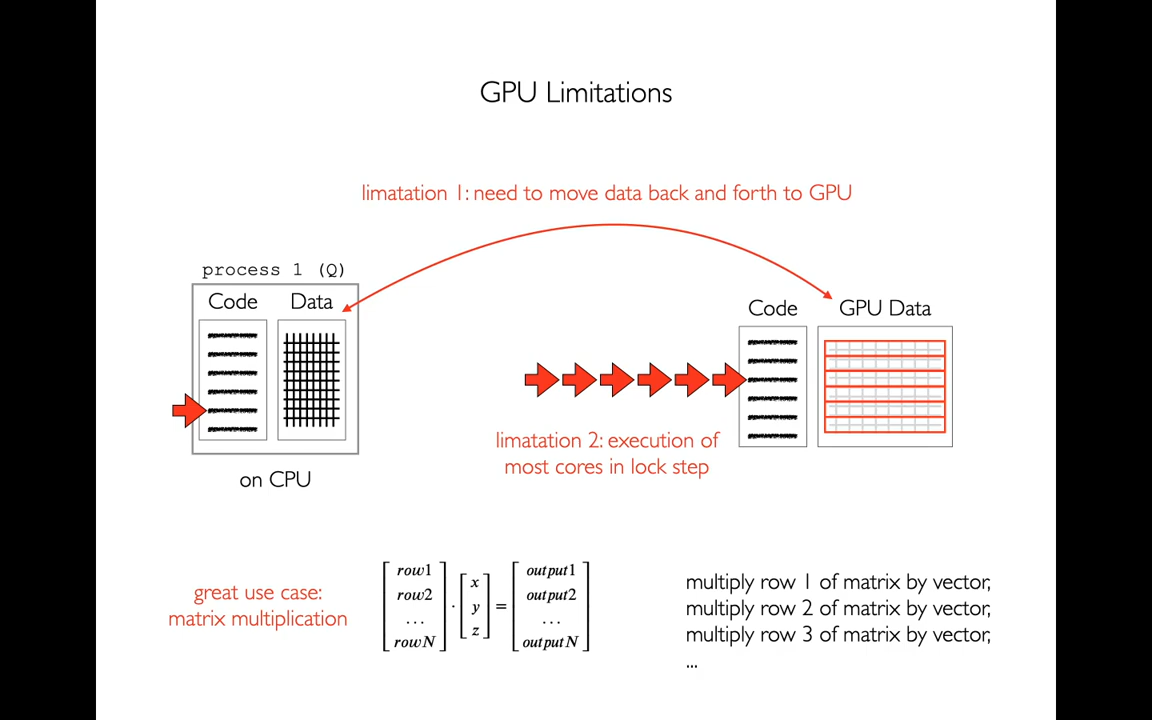 GPU Limitations
limatation 1: need to move data back and forth to GPU
process 1 (Q)
Code Data
Code GPU Data
limatation 2: execution of
most cores in lock step
on CPU
great use case:
matrix multiplication
row1
row2
...
rowN
·
x
y
z
=
output1
output2
...
outputN
multiply row 1 of matrix by vector,
multiply row 2 of matrix by vector,
multiply row 3 of matrix by vector,
...